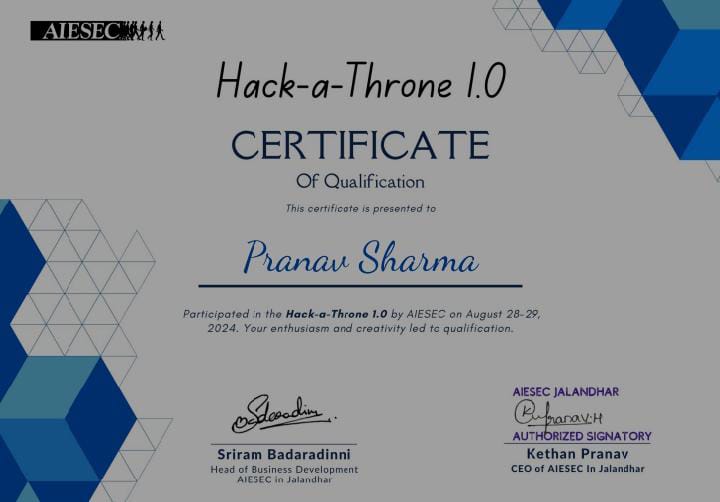 AIESEC
Hack-a-Throne 1.0
CERTIFICATE
Of Qualification
This certificate is presented to
Pranav Sharma
Participated in the Hack-a-Throne 1.0 by AIESEC on August 28-29,
2024. Your enthusiasm and creativity led to qualification.
Sriram Badaradinni
Head of Business Development
AIESEC in Jalandhar
AIESEC JALANDHAR
AUTHORIZED SIGNATORY
Kethan Pranav
CEO of AIESEC In Jalandhar